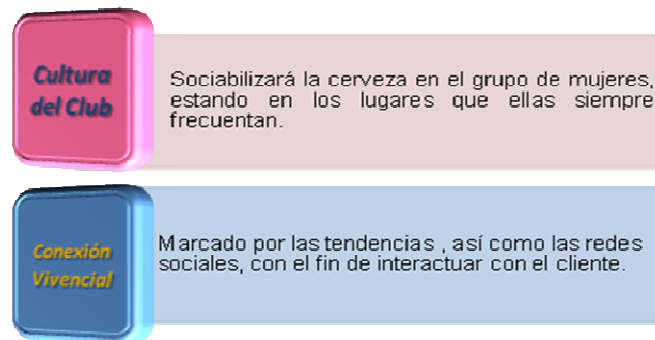 Cultura
del Club
Sociabilizará la cerveza en el grupo de mujeres,
estando en los lugares que ellas siempre
frecuentan.
Conexión
Vivencial
Marcado por las tendencias , así como las redes
sociales, con el fin de interactuar con el cliente.